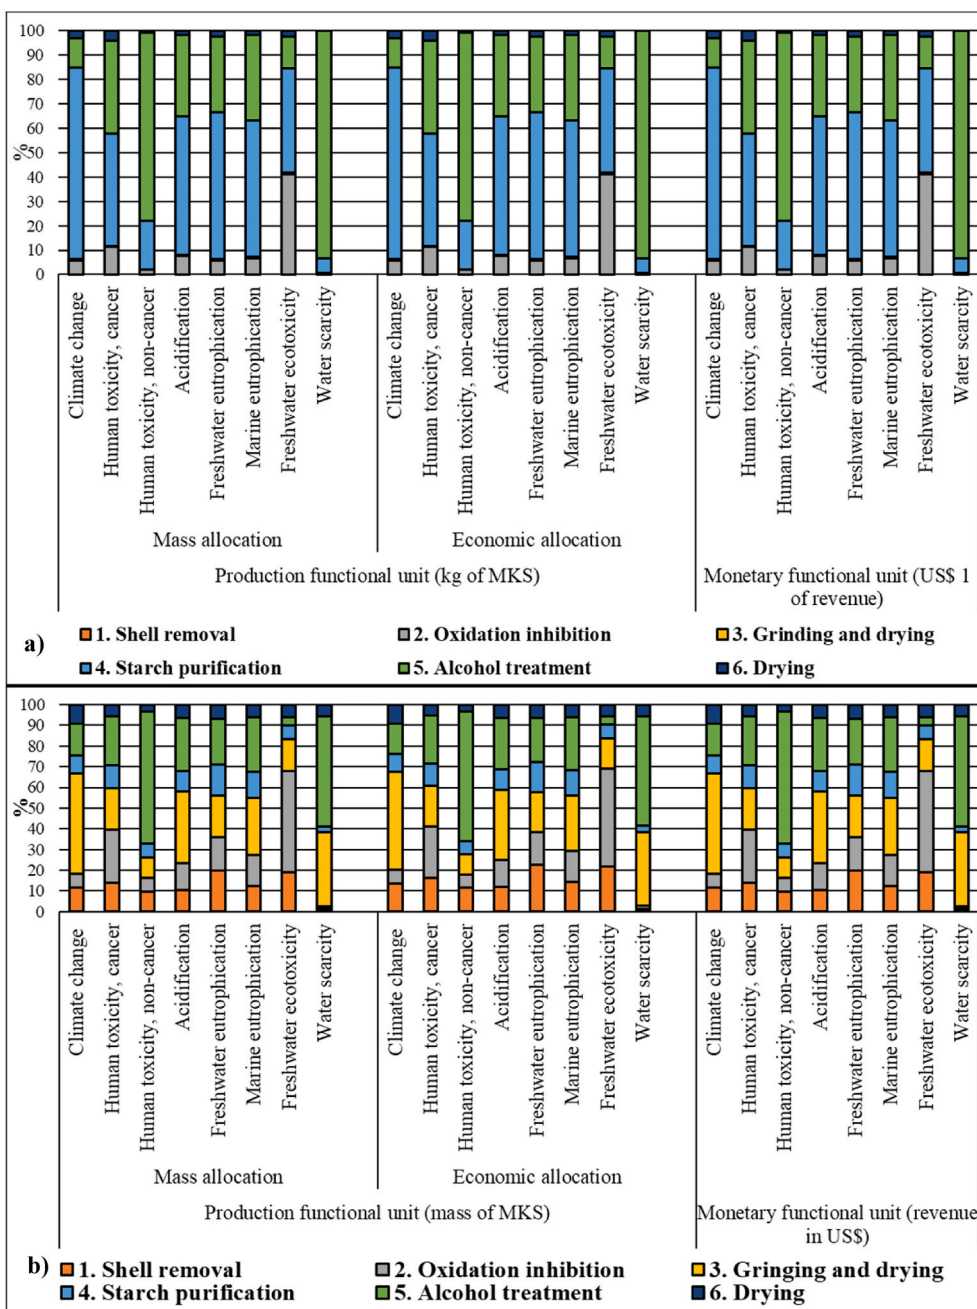 100
90
80
70
60
50
40
30
20
10
0
%
Climate change
Human toxicity, cancer
Human toxicity, non-cancer
Acidification
Freshwater eutrophication
Marine eutrophication
Freshwater ecotoxicity
Water scarcity
Climate change
Human toxicity, cancer
Human toxicity, non-cancer
Acidification
Freshwater eutrophication
Marine eutrophication
Freshwater ecotoxicity
Water scarcity
Climate change
Human toxicity, cancer
Human toxicity, non-cancer
Acidification
Freshwater eutrophication
Marine eutrophication
Freshwater ecotoxicity
Water scarcity
Mass allocation
Economic allocation
Production functional unit (kg of MKS)
Monetary functional unit (US$ 1
of revenue)
a)
1. Shell removal
2. Oxidation inhibition
3. Grinding and drying
4. Starch purification
5. Alcohol treatment
6. Drying
100
90
80
70
60
50
40
30
20
10
0
%
Climate change
Human toxicity, cancer
Human toxicity, non-cancer
Acidification
Freshwater eutrophication
Marine eutrophication
Freshwater ecotoxicity
Water scarcity
Climate change
Human toxicity, cancer
Human toxicity, non-cancer
Acidification
Freshwater eutrophication
Marine eutrophication
Freshwater ecotoxicity
Water scarcity
Climate change
Human toxicity, cancer
Human toxicity, non-cancer
Acidification
Freshwater eutrophication
Marine eutrophication
Freshwater ecotoxicity
Water scarcity
Mass allocation
Economic allocation
Production functional unit (mass of MKS)
Monetary functional unit (revenue
in US$)
b)
1. Shell removal
2. Oxidation inhibition
3. Gringing and drying
4. Starch purification
5. Alcohol treatment
6. Drying